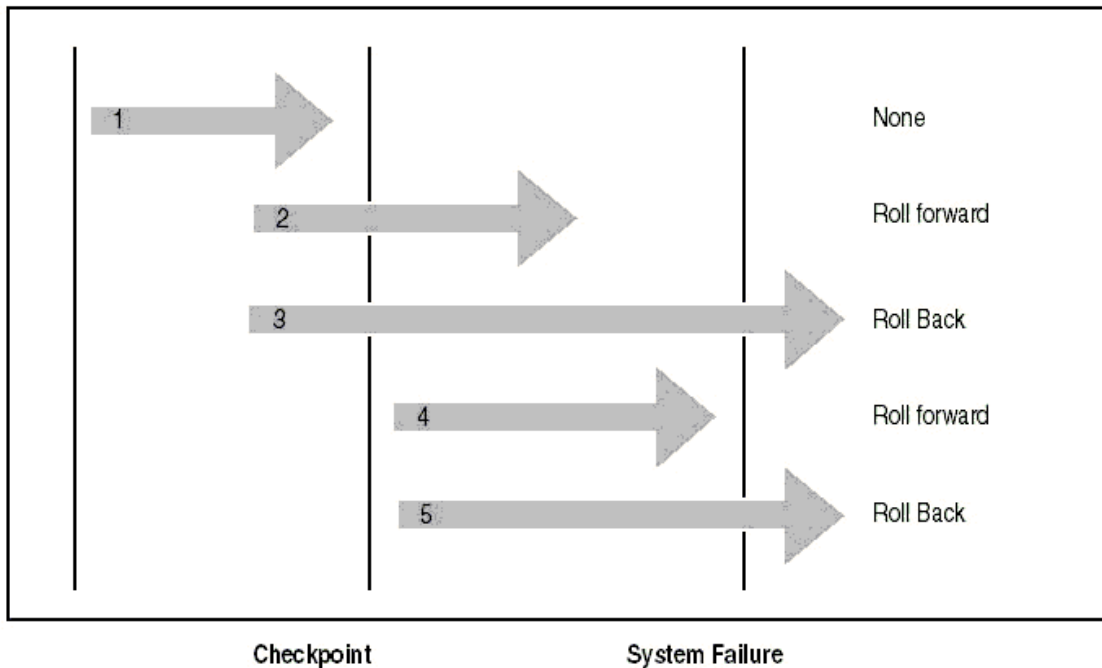 1 None
2 Roll forward
3 Roll Back
4 Roll forward
5 Roll Back
Checkpoint System Failure